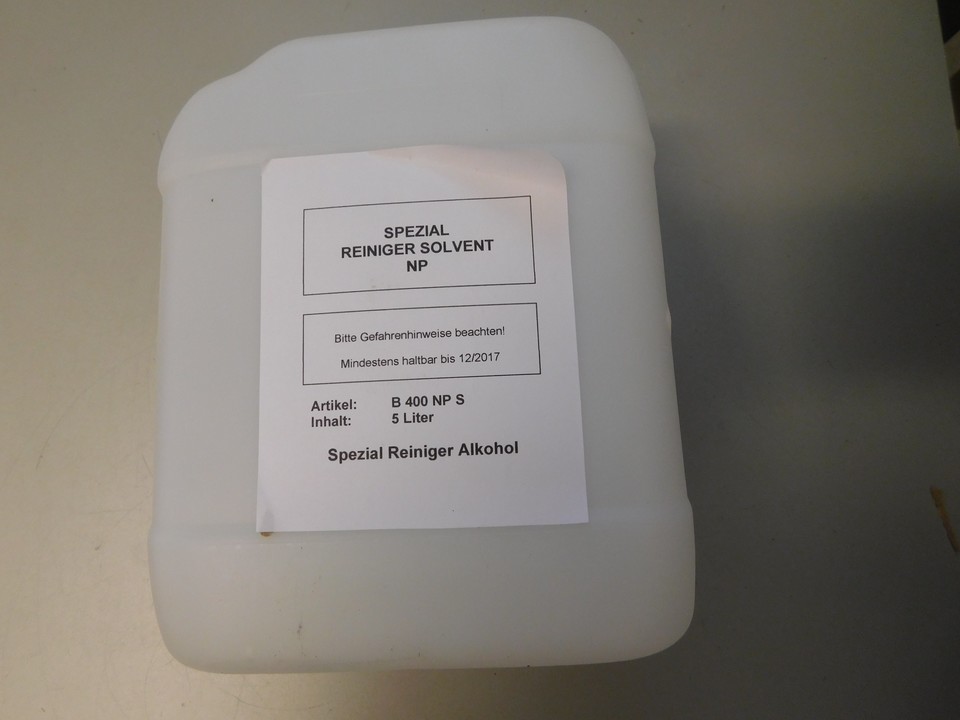 SPEZIAL
REINIGER SOLVENT
NP
Bitte Gefahrenhinweise beachten!
Mindestens haltbar bis 12/2017
Artikel: B 400 NP S
Inhalt: 5 Liter
Spezial Reiniger Alkohol